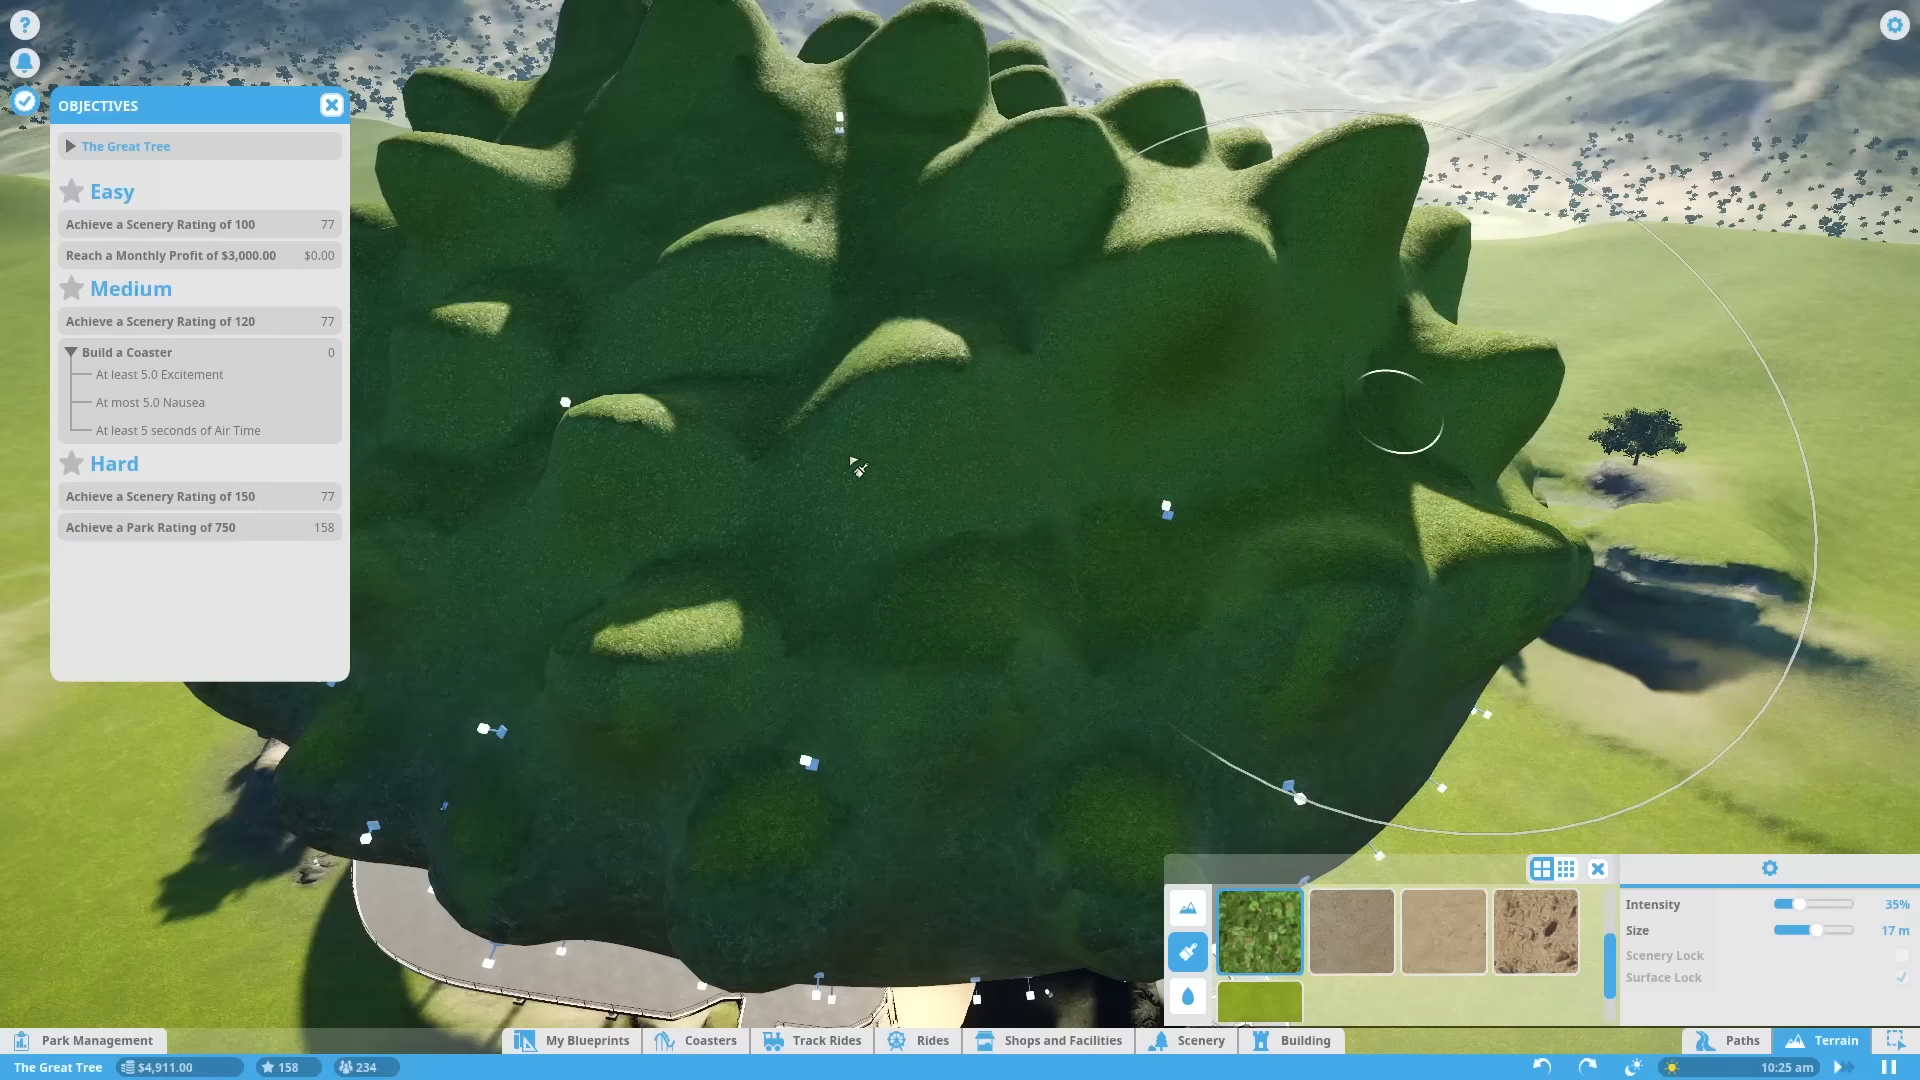 ?
OBJECTIVES
The Great Tree
Easy
Achieve a Scenery Rating of 100 77
Reach a Monthly Profit of $3,000.00 $0.00
Medium
Achieve a Scenery Rating of 120 77
Build a Coaster 0
At least 5.0 Excitement
At most 5.0 Nausea
At least 5 seconds of Air Time
Hard
Achieve a Scenery Rating of 150 77
Achieve a Park Rating of 750 158
Intensity 35%
Size 17 m
Scenery Lock
Surface Lock
Park Management My Blueprints Coasters Track Rides Rides Shops and Facilities Scenery Building Paths Terrain
The Great Tree $4,911.00 158 234 10:25 am